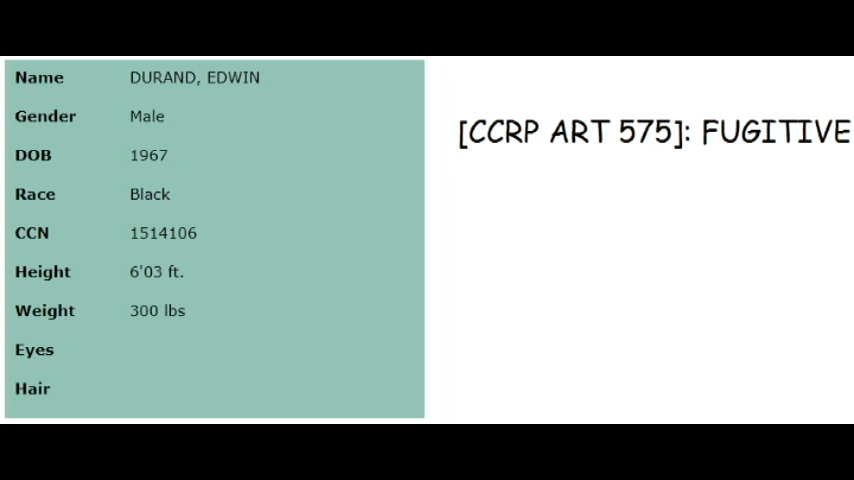 Name DURAND, EDWIN
Gender Male
DOB 1967
Race Black
CCN 1514106
Height 6'03 ft.
Weight 300 lbs
Eyes
Hair
[CCRP ART 575]: FUGITIVE